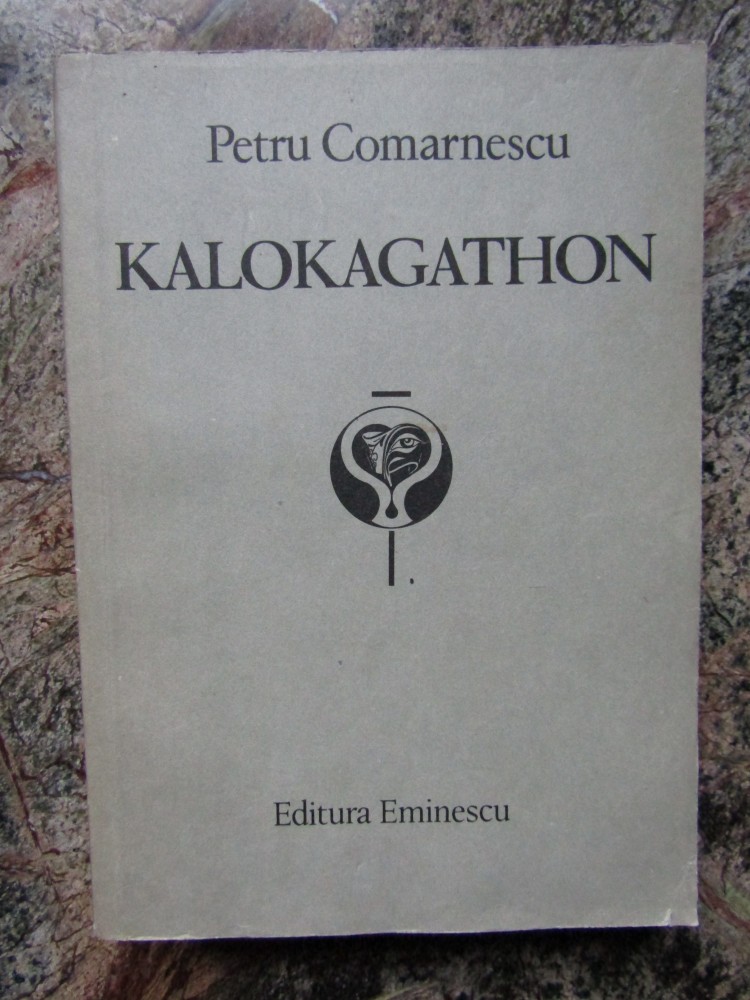 Petru Comarnescu
KALOKAGATHON
Editura Eminescu